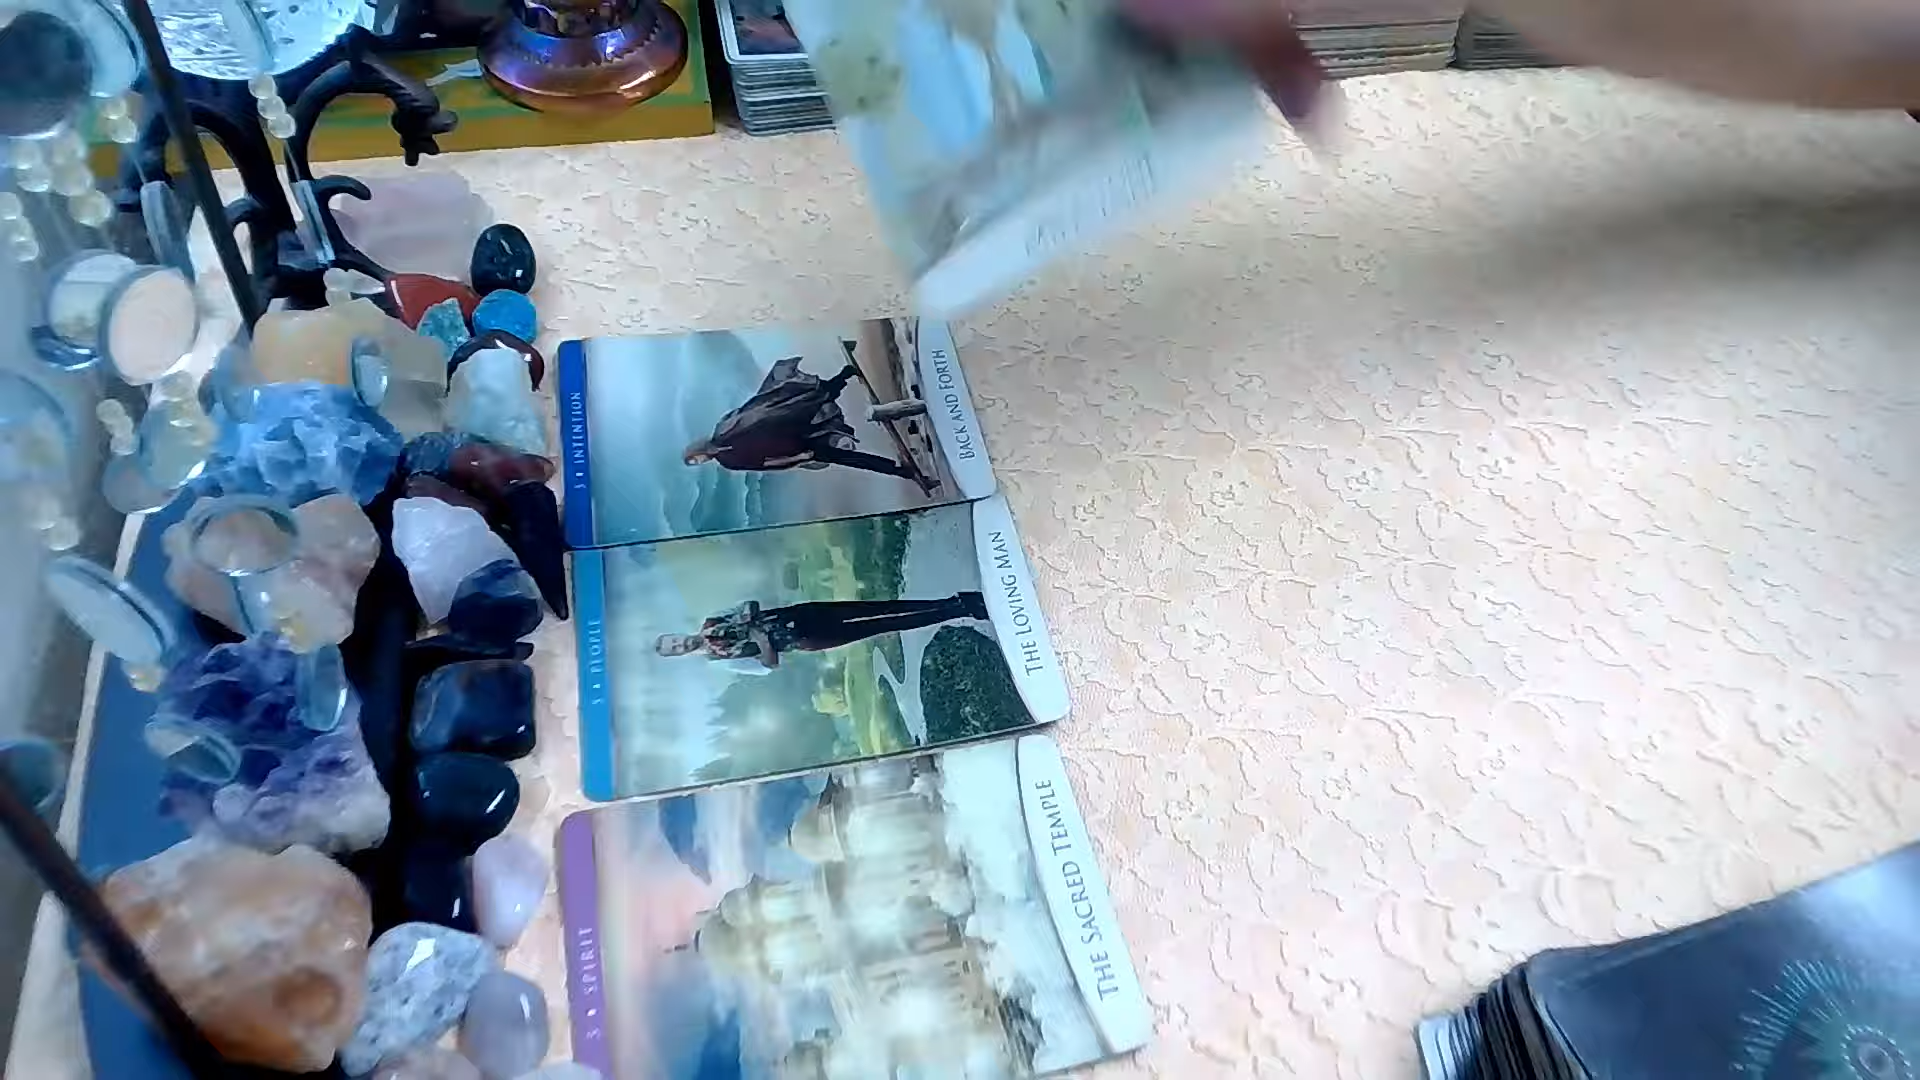 3 ♦ INTENTION
BACK AND FORTH
3 ♦ PEOPLE
THE LOVING MAN
3 ♦ SPIRIT
THE SACRED TEMPLE